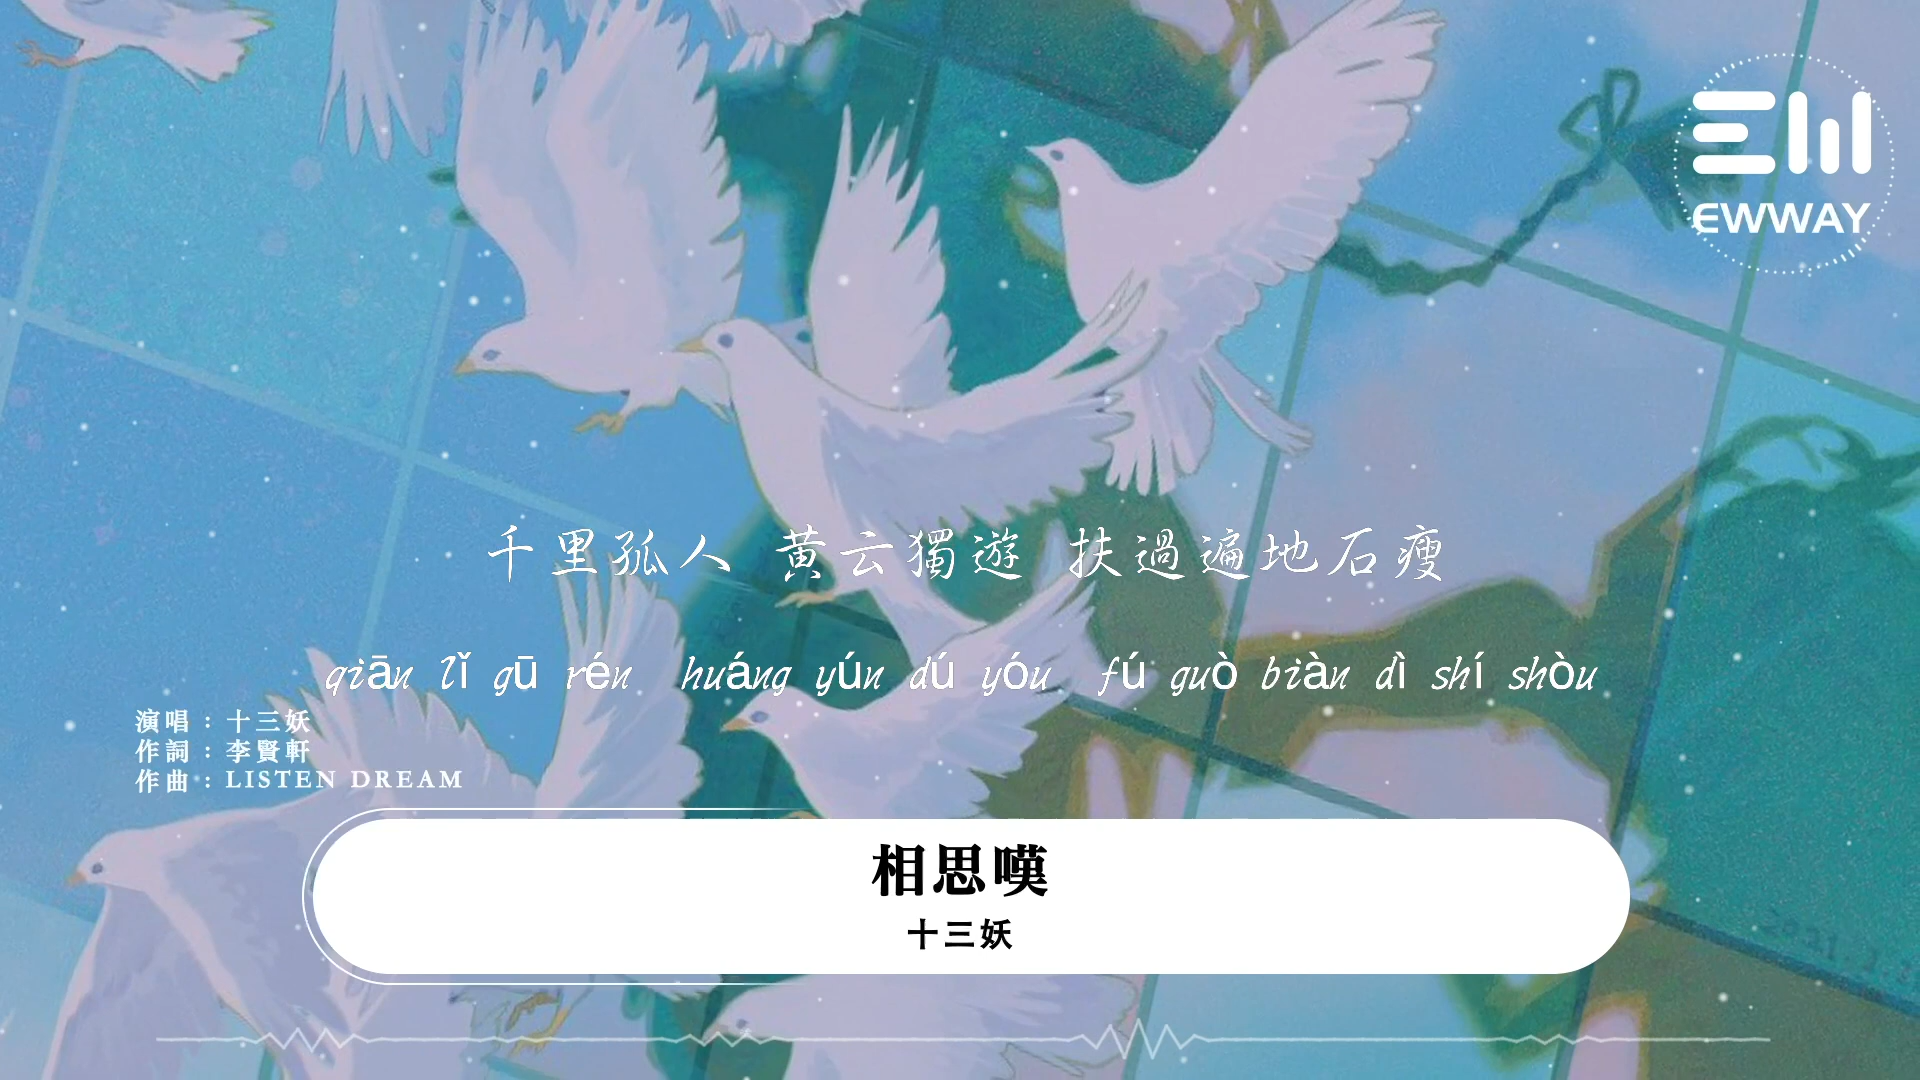 EW
EWWAY
千里孤人 黄云獨遊 扶過遍地石瘦
qiān lǐ gū rén huáng yún dú yóu fú guò biàn dì shí shòu
演唱：十三妖
作詞：李賢軒
作曲：LISTEN DREAM
相思嘆
十三妖